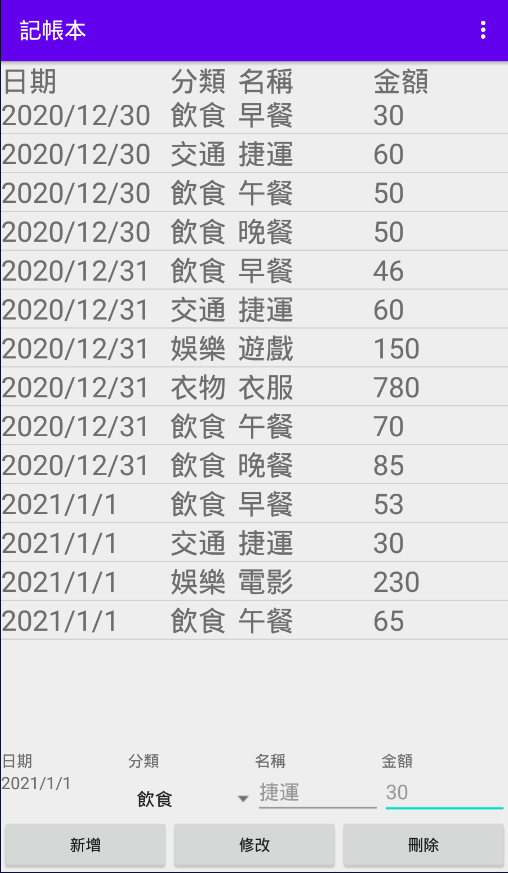 記帳本
日期 分類 名稱 金額
2020/12/30 飲食 早餐 30
2020/12/30 交通 捷運 60
2020/12/30 飲食 午餐 50
2020/12/30 飲食 晚餐 50
2020/12/31 飲食 早餐 46
2020/12/31 交通 捷運 60
2020/12/31 娛樂 遊戲 150
2020/12/31 衣物 衣服 780
2020/12/31 飲食 午餐 70
2020/12/31 飲食 晚餐 85
2021/1/1 飲食 早餐 53
2021/1/1 交通 捷運 30
2021/1/1 娛樂 電影 230
2021/1/1 飲食 午餐 65
日期 分類 名稱 金額
2021/1/1 飲食 捷運 30
新增 修改 刪除